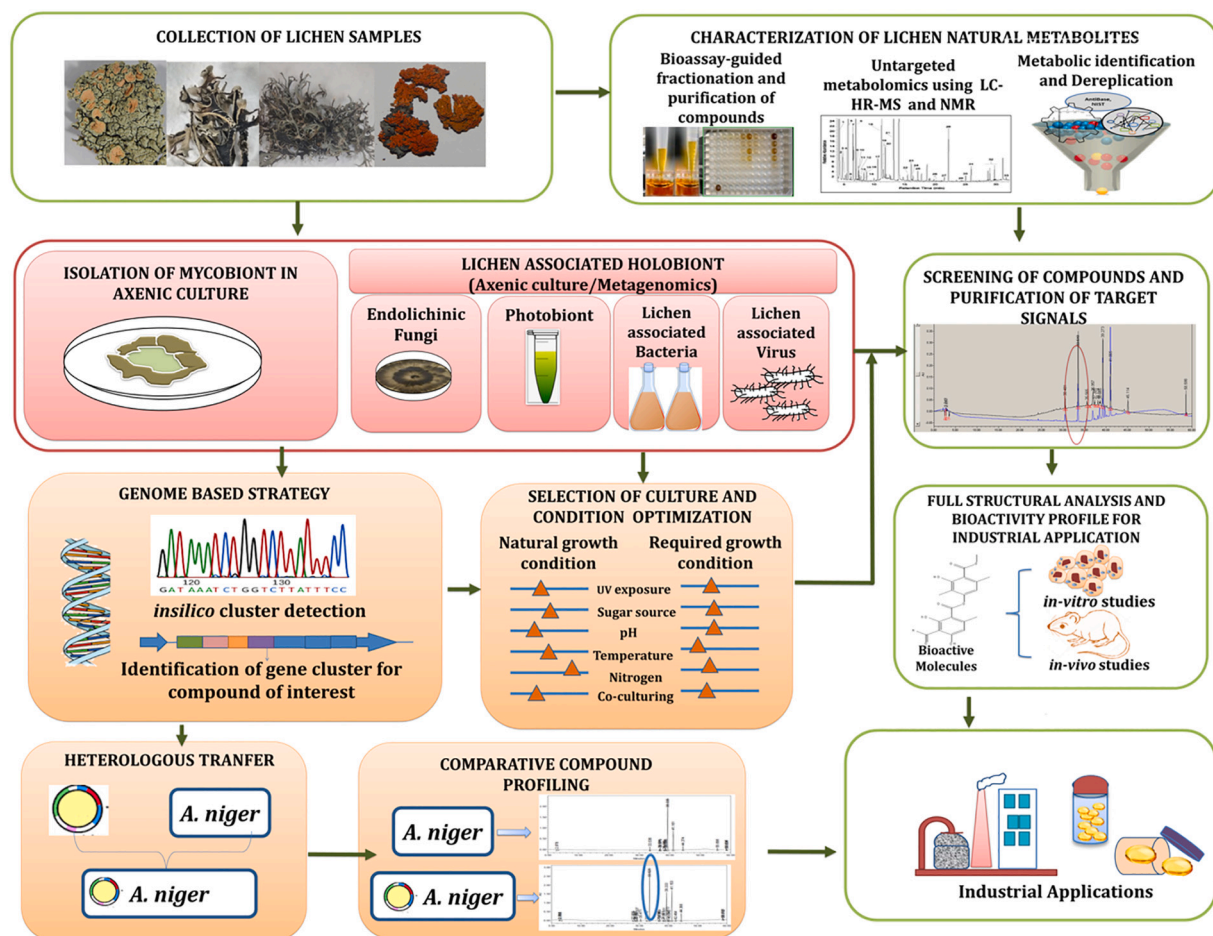 COLLECTION OF LICHEN SAMPLES
CHARACTERIZATION OF LICHEN NATURAL METABOLITES
Bioassay-guided
fractionation and
purification of
compounds
Untargeted
metabolomics using LC-
HR-MS and NMR
Metabolic identification
and Dereplication
AntiBase,
NIST
ISOLATION OF MYCOBIONT IN
AXENIC CULTURE
LICHEN ASSOCIATED HOLOBIONT
(Axenic culture/Metagenomics)
Endolichinic
Fungi
Photobiont
Lichen
associated
Bacteria
Lichen
associated
Virus
SCREENING OF COMPOUNDS AND
PURIFICATION OF TARGET
SIGNALS
GENOME BASED STRATEGY
120 130
GATAAATCTGGTCTTATTTCC
insilico cluster detection
Identification of gene cluster for
compound of interest
SELECTION OF CULTURE AND
CONDITION OPTIMIZATION
Natural growth
condition
Required growth
condition
UV exposure
Sugar source
pH
Temperature
Nitrogen
Co-culturing
FULL STRUCTURAL ANALYSIS AND
BIOACTIVITY PROFILE FOR
INDUSTRIAL APPLICATION
Bioactive
Molecules
in-vitro studies
in-vivo studies
HETEROLOGOUS TRANFER
A. niger
A. niger
COMPARATIVE COMPOUND
PROFILING
A. niger
A. niger
Industrial Applications